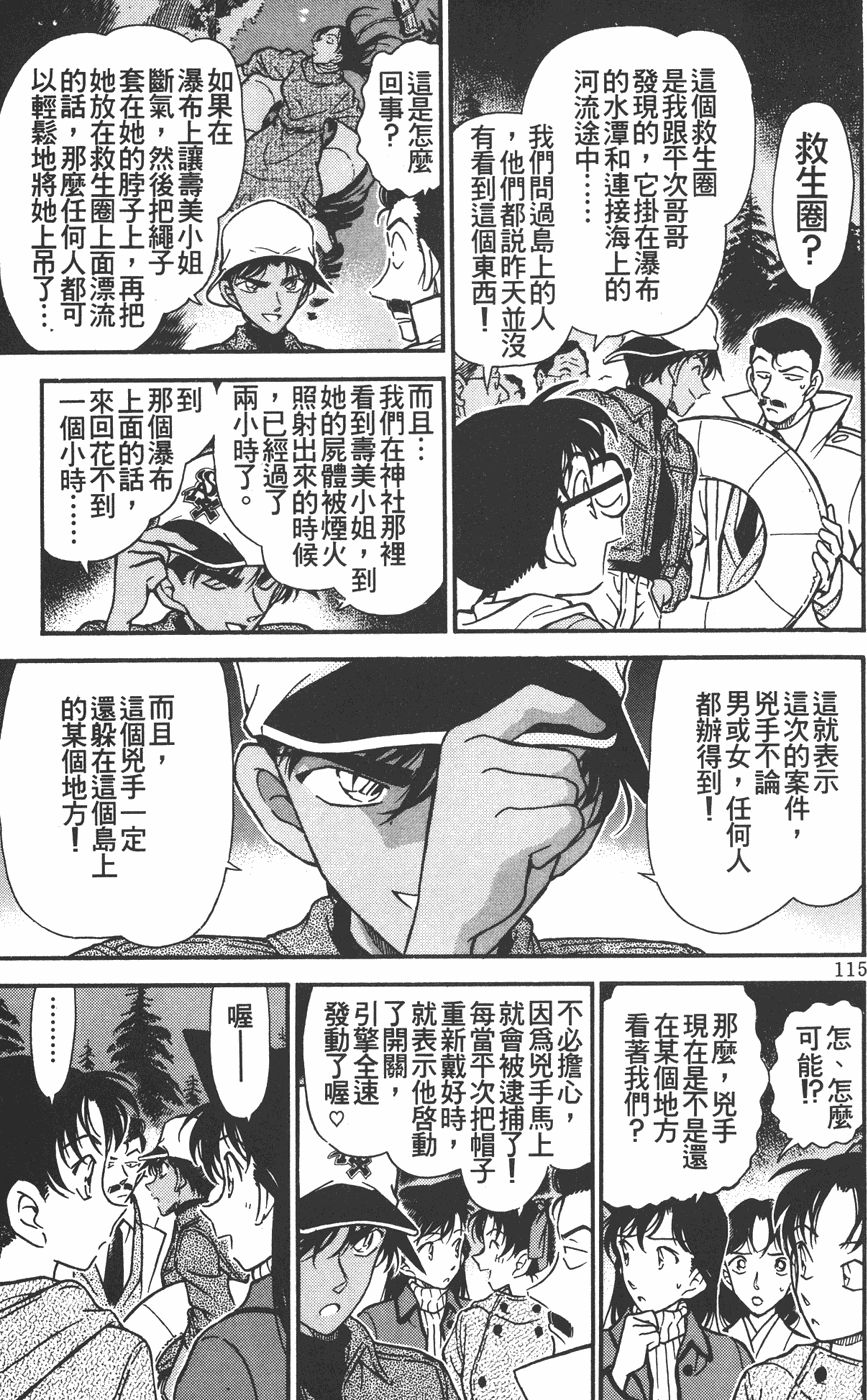 救生圈？
這個救生圈
是我跟平次哥哥
發現的，它掛在瀑布
的水潭和連接海上的
河流途中……
我們問過島上的人
，他們都說昨天並沒
有看到這個東西！
這是怎麼
回事？
如果在
瀑布上讓壽美小姐
斷氣，然後把繩子
套在她的脖子上，再把
她放在救生圈上面漂流
的話，那麼任何人都可
以輕鬆地將她上吊了…
而且…
我們在神社那裡
看到壽美小姐，到
她的屍體被煙火
照射出來的時候
，已經過了
兩小時了。
到
那個瀑布
上面的話，
來回花不到
一個小時……
這就表示
這次的案件，
兇手不論
男或女，任何人
都辦得到！
而且，
這個兇手一定
還躲在這個島上
的某個地方！
115
怎、怎麼
可能!?
那麼，兇手
現在是不是還
在某個地方
看著我們？
不必擔心，
因為兇手馬上
就會被逮捕了！
每當平次把帽子
重新戴好時，
就表示他啓動
了開關，
引擎全速
發動了喔♡
喔——
……